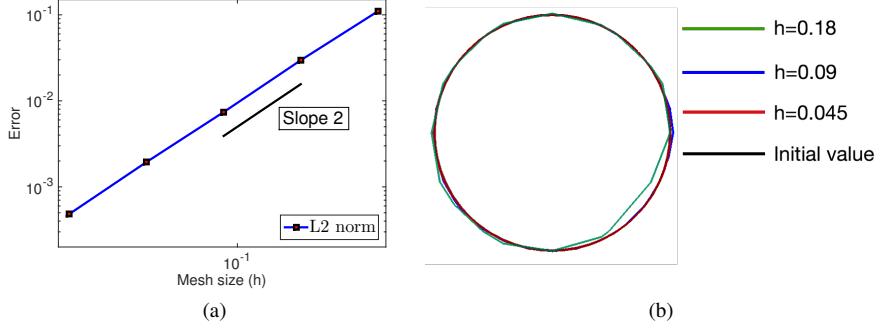 10^-1
10^-2
10^-3
Error
Slope 2
L2 norm
10^-1
Mesh size (h)
(a)
h=0.18
h=0.09
h=0.045
Initial value
(b)